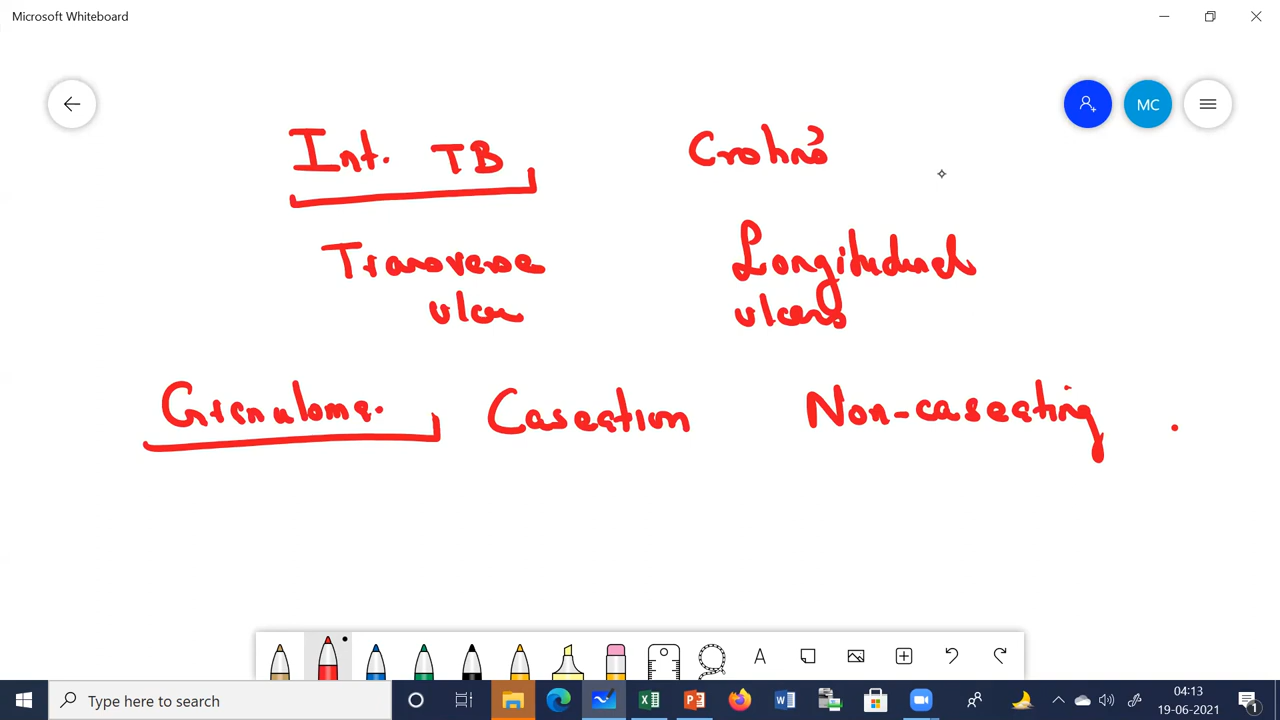 Microsoft Whiteboard
MC
Int. TB Crohn's
Transverse Longitudinal
ulcer ulcers
Granuloma. Caseation Non-caseating .
A
Type here to search
04:13
19-06-2021
1